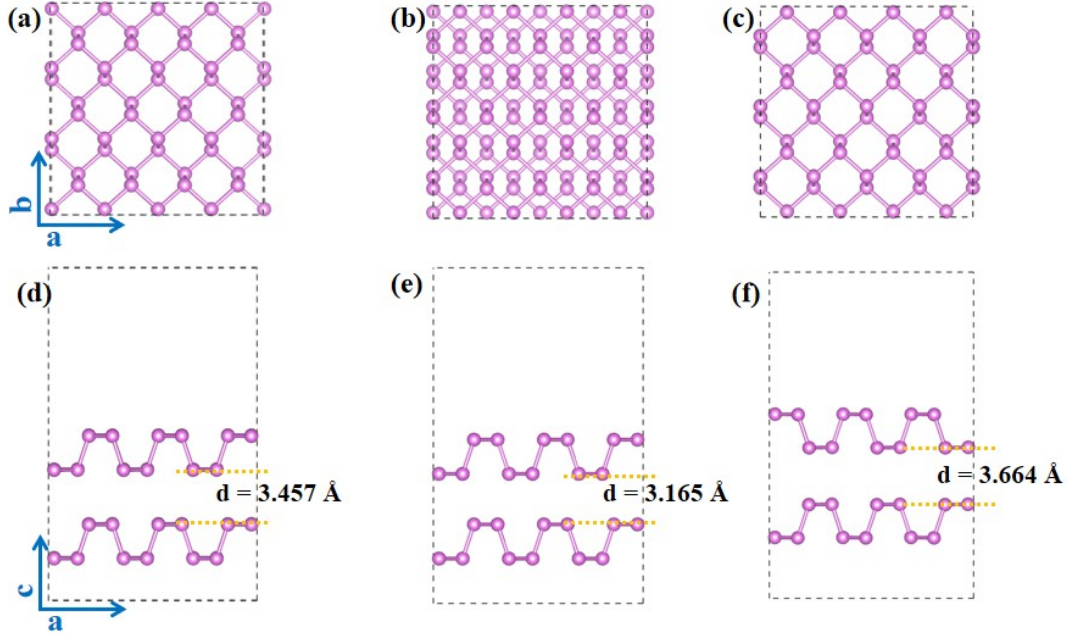 (a)
(b)
(c)
b
a
(d)
(e)
(f)
d = 3.457 Å
d = 3.165 Å
d = 3.664 Å
c
a